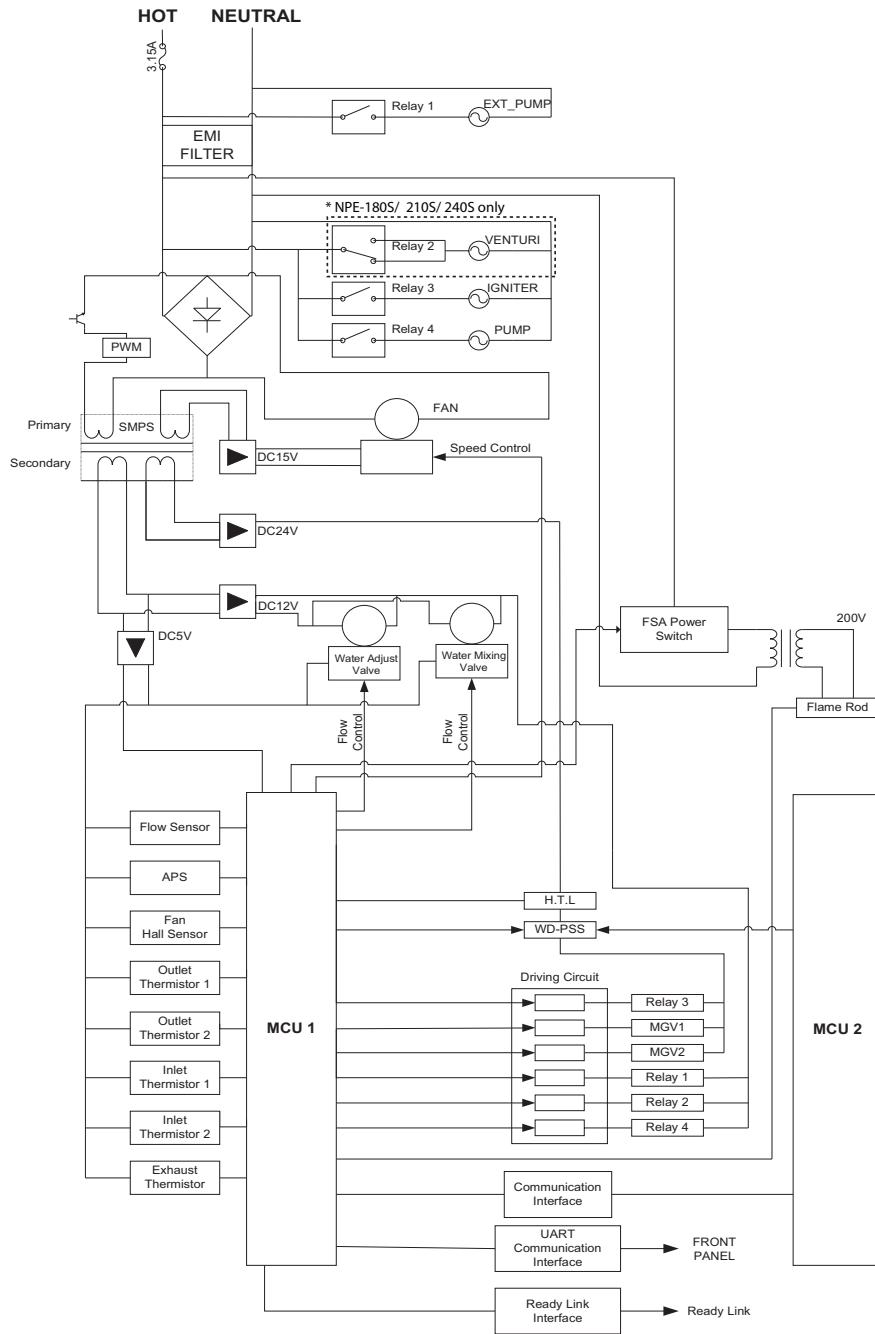 HOT
NEUTRAL
3.15A
Relay 1
EXT_PUMP
EMI
FILTER
* NPE-180S/ 210S/ 240S only
Relay 2
VENTURI
Relay 3
IGNITER
Relay 4
PUMP
PWM
FAN
Primary
SMPS
Secondary
DC15V
Speed Control
DC24V
DC12V
DC5V
Water Adjust
Valve
Water Mixing
Valve
FSA Power
Switch
200V
Flame Rod
Flow
Control
Flow
Control
Flow Sensor
APS
Fan
Hall Sensor
Outlet
Thermistor 1
Outlet
Thermistor 2
Inlet
Thermistor 1
Inlet
Thermistor 2
Exhaust
Thermistor
MCU 1
H.T.L
WD-PSS
Driving Circuit
Relay 3
MGV1
MGV2
Relay 1
Relay 2
Relay 4
MCU 2
Communication
Interface
UART
Communication
Interface
FRONT
PANEL
Ready Link
Interface
Ready Link